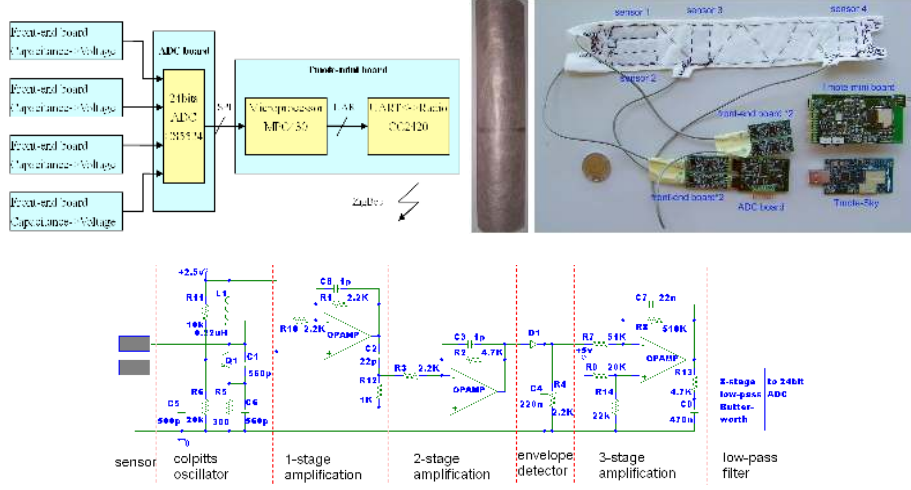 Front-end board
Capacitance->Voltage
Front-end board
Capacitance->Voltage
Front-end board
Capacitance->Voltage
Front-end board
Capacitance->Voltage
ADC board
24bits
ADC
SPI
Tmote-mini board
Microprocessor
UART<->Radio
CC2420
ZigBee
sensor 1
sensor 3
sensor 4
sensor 2
Tmote-mini board
front-end board *2
front-end board*2
ADC board
Tmote-Sky
+2.5v
R11
10k
L1
0.22uH
Q1
C1
560p
C5
500p
R6
20k
R5
300
C6
560p
C8
1p
R1
2.2K
R10
2.2K
OPAMP
C2
22p
R12
1K
R3
2.2K
C3
1p
R2
4.7K
OPAMP
D1
C4
220n
R4
2.2K
C7
22n
R8
510K
R7
51K
+5v
20K
R14
22k
OPAMP
R13
4.7K
470n
8-stage
low-pass
Butter-
worth
to 24bit
ADC
sensor
colpitts
oscillator
1-stage
amplification
2-stage
amplification
envelope
detector
3-stage
amplification
low-pass
filter